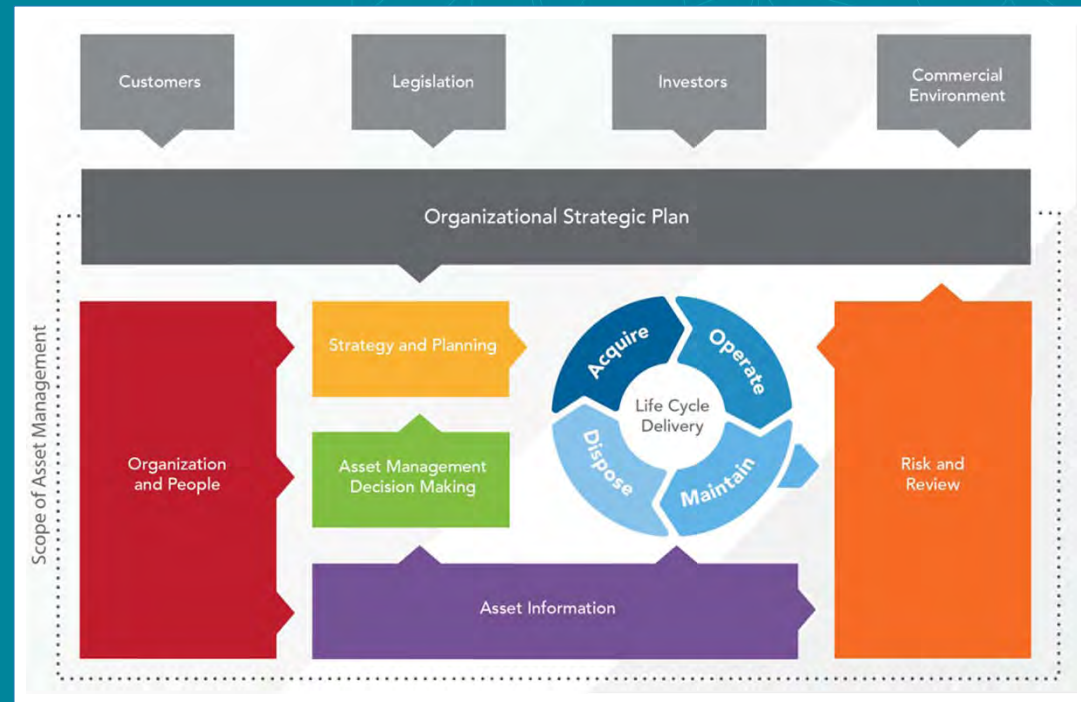 Customers
Legislation
Investors
Commercial
Environment
Organizational Strategic Plan
Scope of Asset Management
Organization
and People
Strategy and Planning
Asset Management
Decision Making
Acquire
Operate
Life Cycle
Delivery
Dispose
Maintain
Risk and
Review
Asset Information